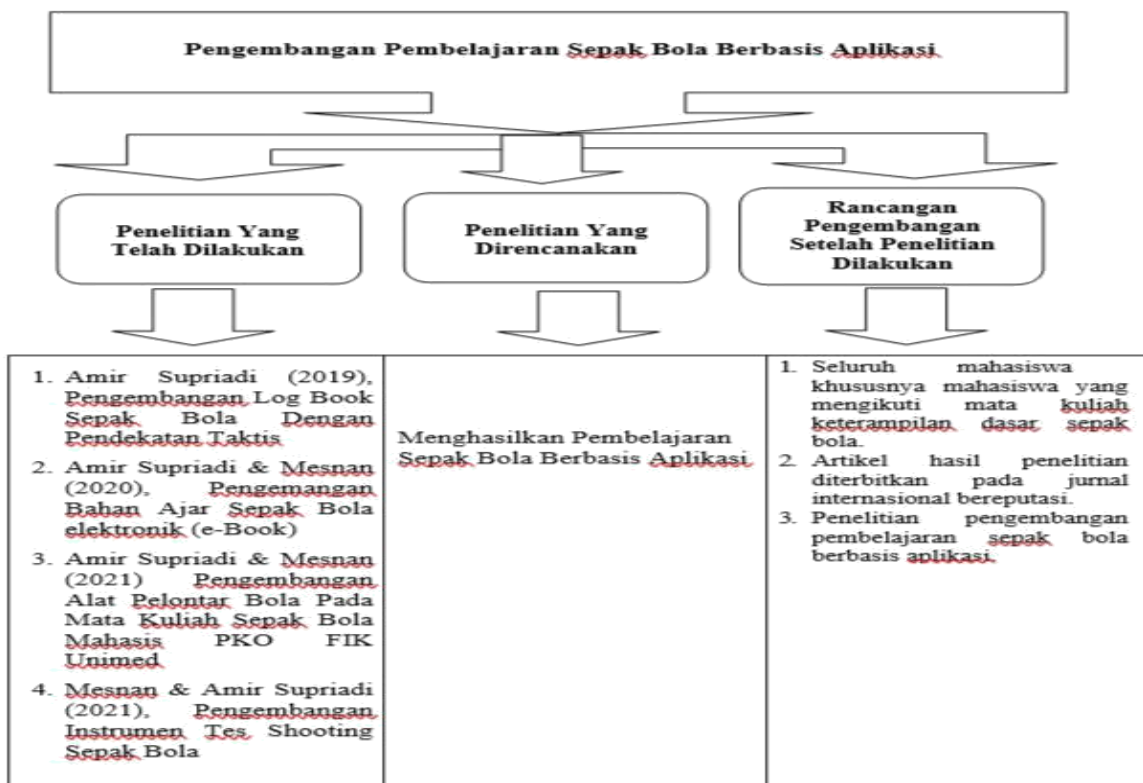 Pengembangan Pembelajaran Sepak Bola Berbasis Aplikasi
Penelitian Yang
Telah Dilakukan
Penelitian Yang
Direncanakan
Rancangan
Pengembangan
Setelah Penelitian
Dilakukan
1. Amir Supriadi (2019),
Pengembangan Log Book
Sepak Bola Dengan
Pendekatan Taktis
2. Amir Supriadi & Mesnan
(2020), Pengemangan
Bahan Ajar Sepak Bola
elektronik (e-Book)
3. Amir Supriadi & Mesnan
(2021) Pengembangan
Alat Pelontar Bola Pada
Mata Kuliah Sepak Bola
Mahasis PKO FIK
Unimed
4. Mesnan & Amir Supriadi
(2021), Pengembangan
Instrumen Tes Shooting
Sepak Bola
Menghasilkan Pembelajaran
Sepak Bola Berbasis Aplikasi
1. Seluruh mahasiswa
khususnya mahasiswa yang
mengikuti mata kuliah
keterampilan dasar sepak
bola.
2. Artikel hasil penelitian
diterbitkan pada jurnal
internasional bereputasi.
3. Penelitian pengembangan
pembelajaran sepak bola
berbasis aplikasi.